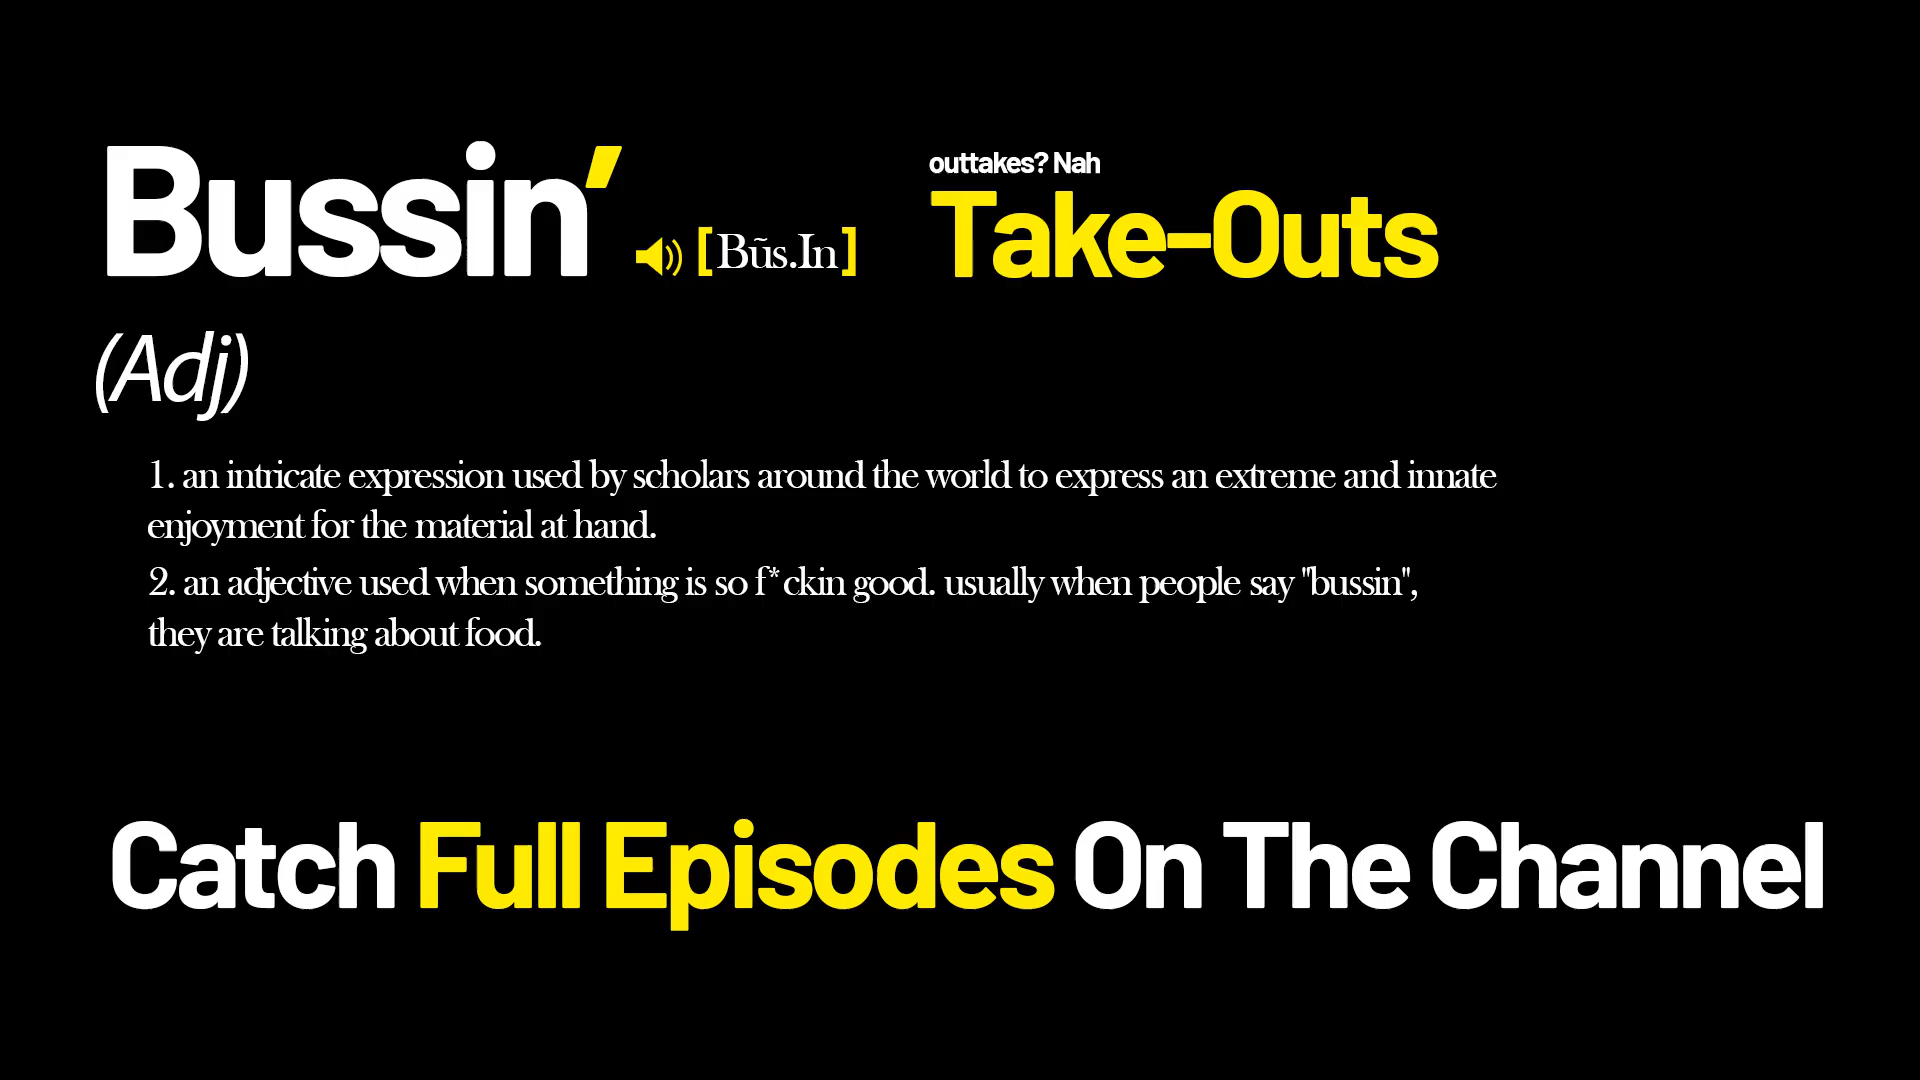 Bussin’ [Būs.In]
outtakes? Nah
Take-Outs
(Adj)
1. an intricate expression used by scholars around the world to express an extreme and innate
enjoyment for the material at hand.
2. an adjective used when something is so f*ckin good. usually when people say "bussin",
they are talking about food.
Catch Full Episodes On The Channel